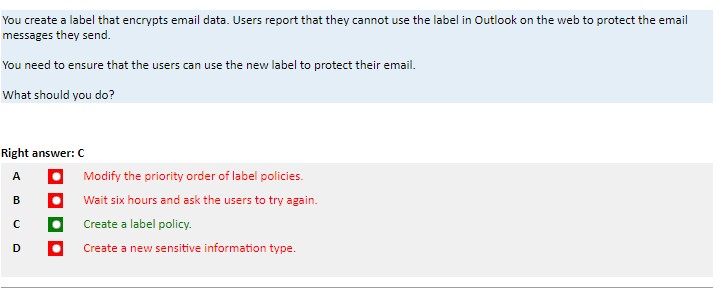 You create a label that encrypts email data. Users report that they cannot use the label in Outlook on the web to protect the email
messages they send.
You need to ensure that the users can use the new label to protect their email.
What should you do?
Right answer: C
A Modify the priority order of label policies.
B Wait six hours and ask the users to try again.
C Create a label policy.
D Create a new sensitive information type.